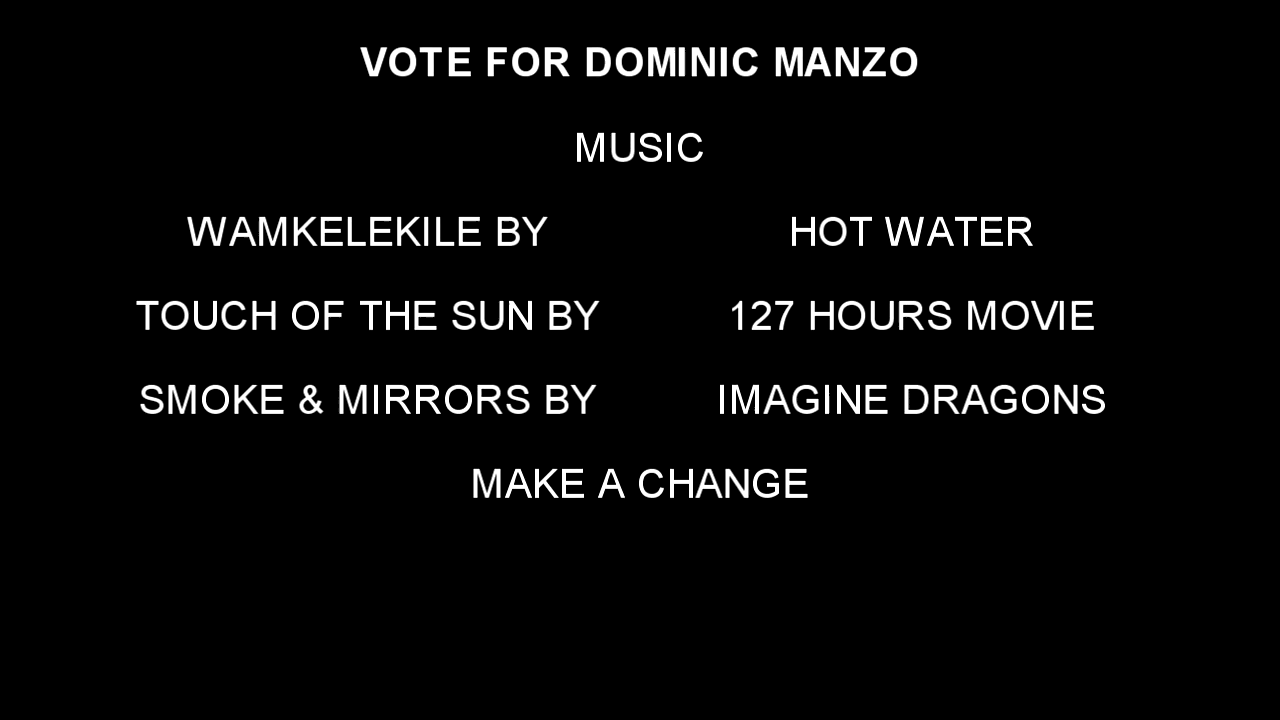 VOTE FOR DOMINIC MANZO
MUSIC
WAMKELEKILE BY HOT WATER
TOUCH OF THE SUN BY 127 HOURS MOVIE
SMOKE & MIRRORS BY IMAGINE DRAGONS
MAKE A CHANGE